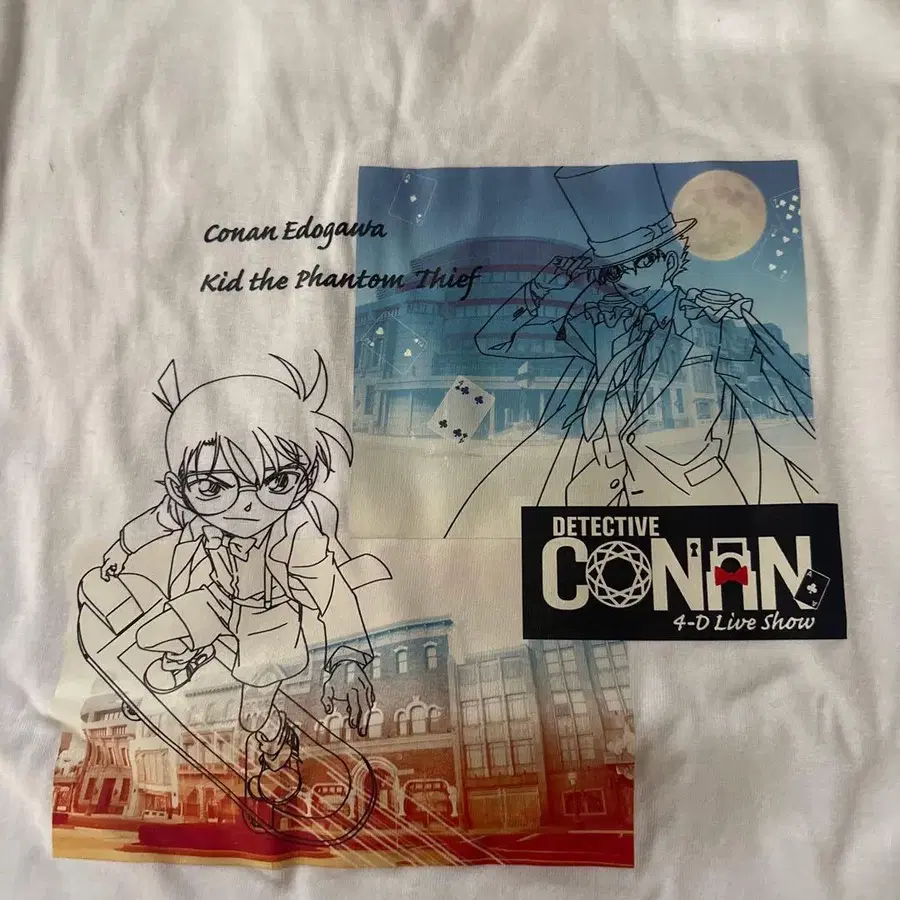 Conan Edogawa
Kid the Phantom Thief
DETECTIVE
CONAN
4-D Live Show